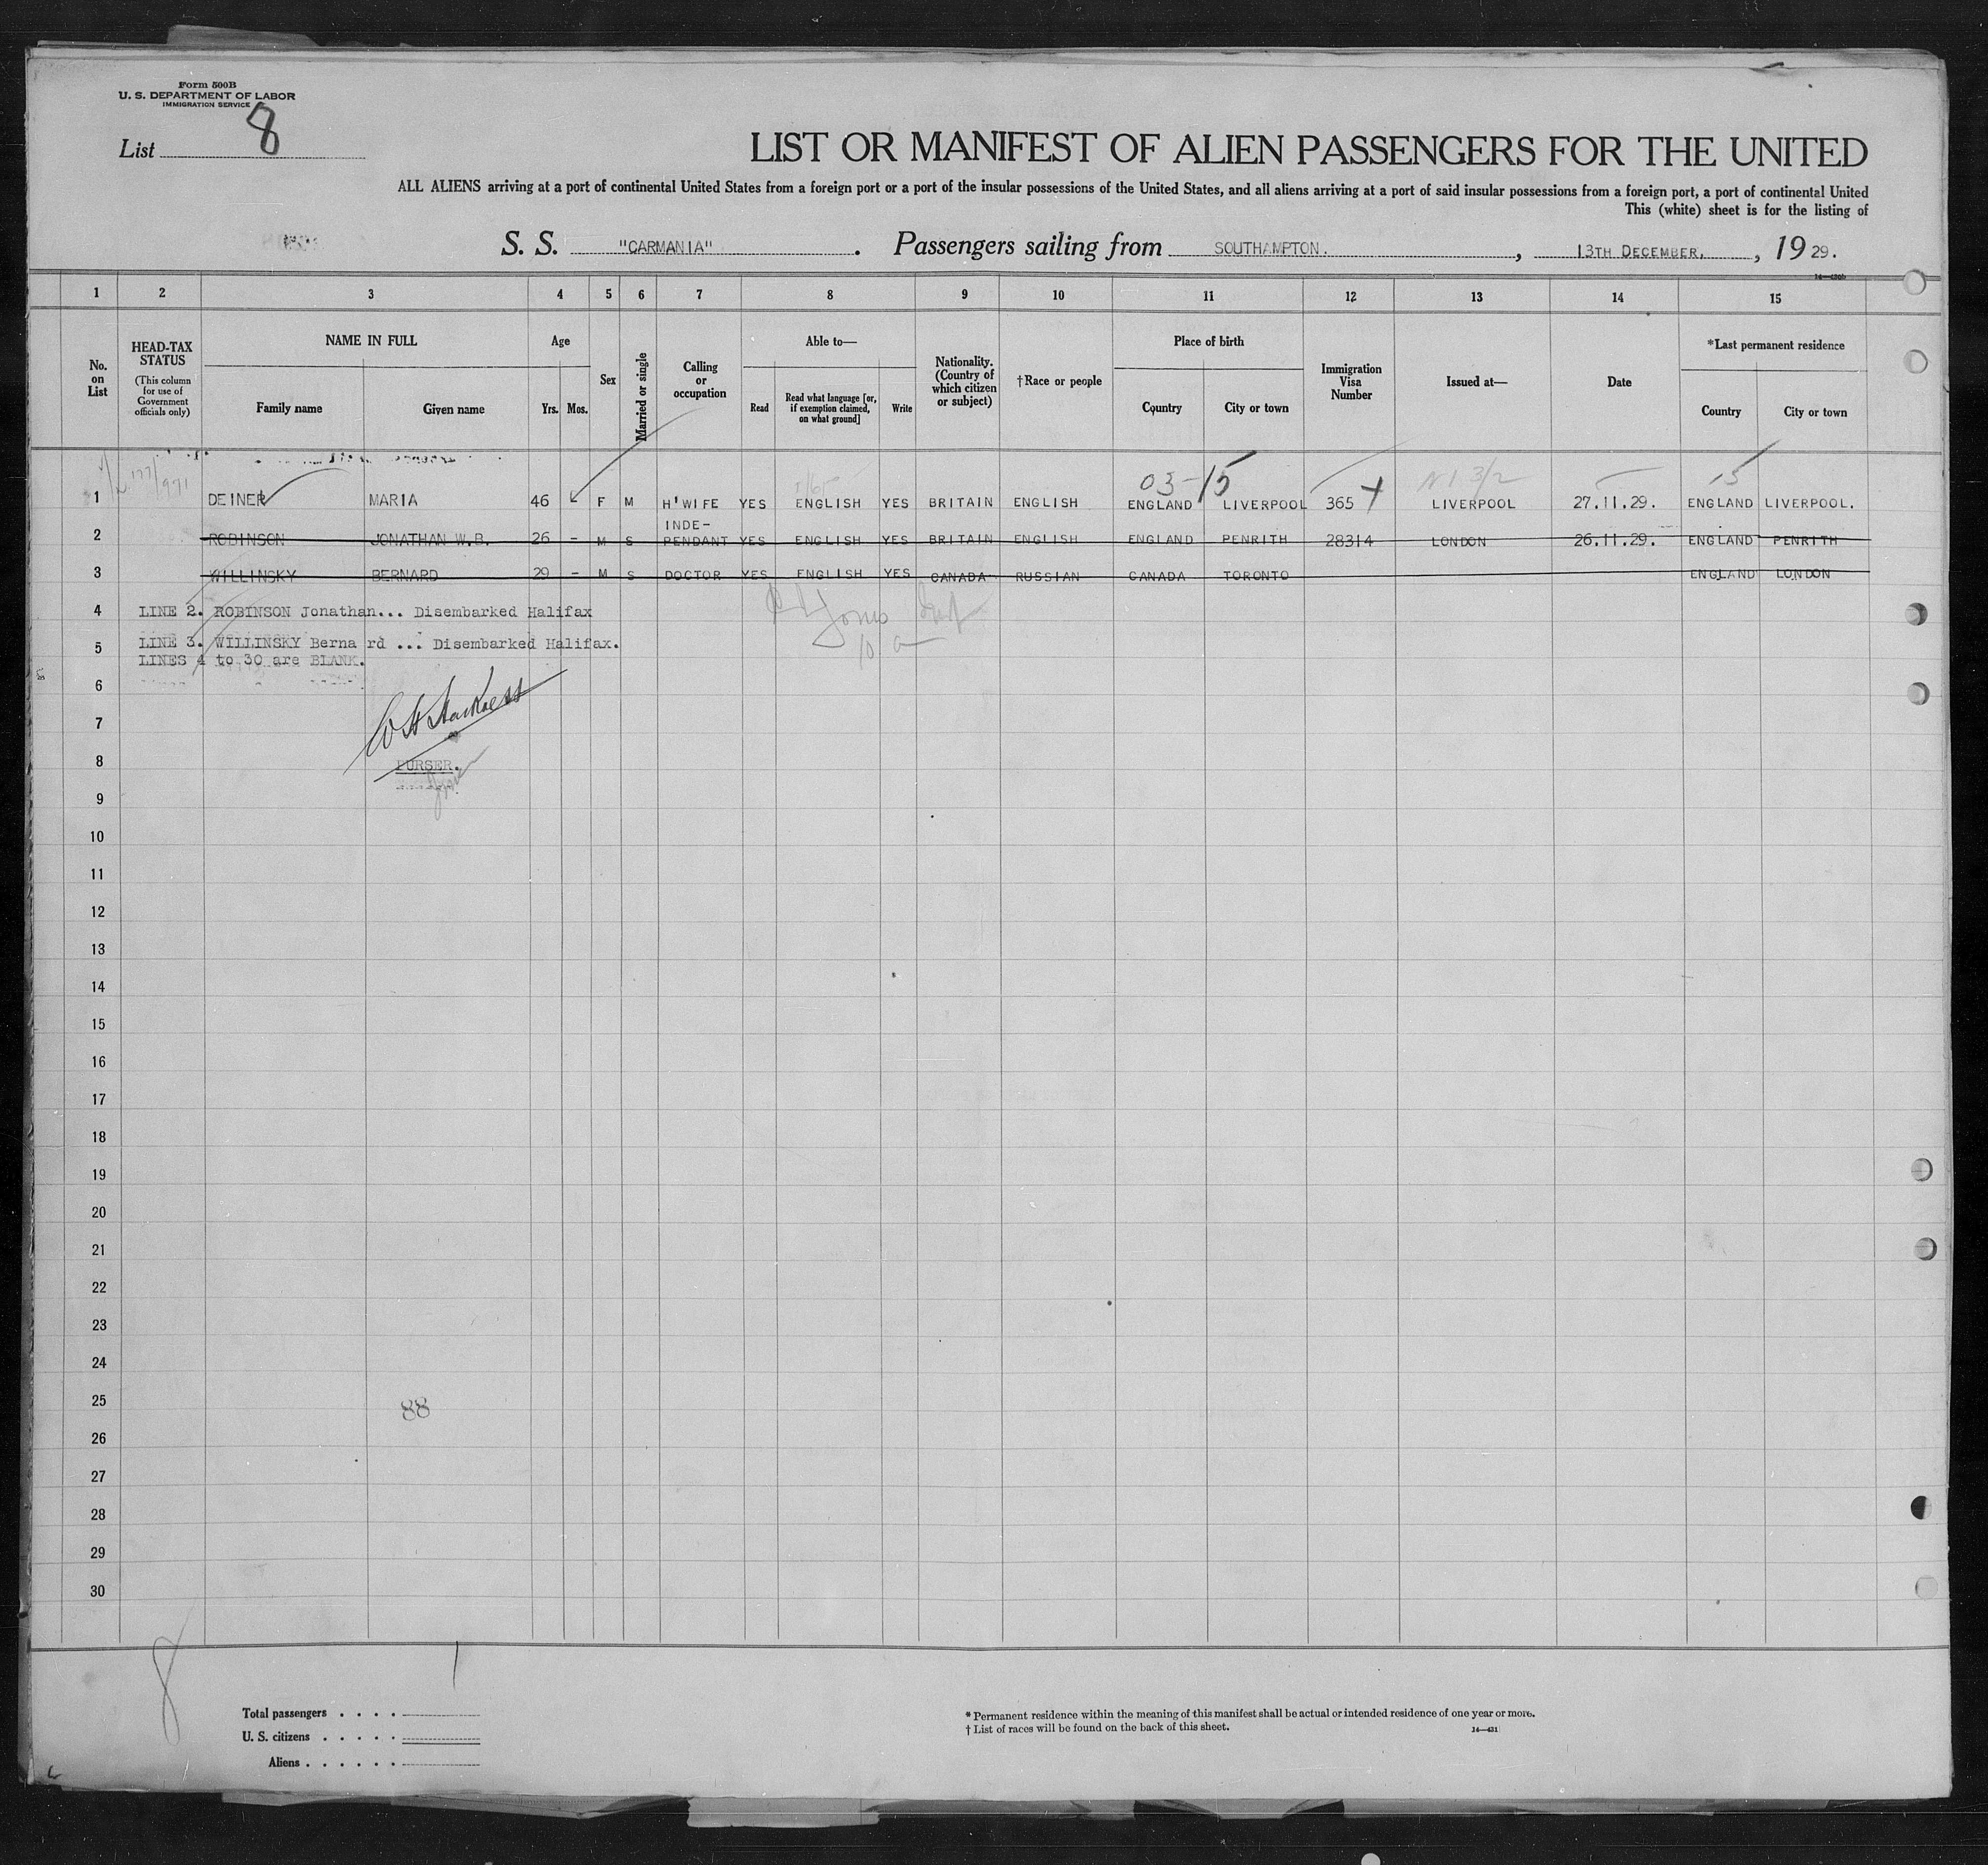 Form 500B
U. S. DEPARTMENT OF LABOR
IMMIGRATION SERVICE
List 8
LIST OR MANIFEST OF ALIEN PASSENGERS FOR THE UNITED
ALL ALIENS arriving at a port of continental United States from a foreign port or a port of the insular possessions of the United States, and all aliens arriving at a port of said insular possessions from a foreign port, a port of continental United
This (white) sheet is for the listing of
S. S. "CARMANIA". Passengers sailing from SOUTHAMPTON., 13TH DECEMBER., 1929.
1 2 3 4 5 6 7 8 9 10 11 12 13 14 15
No. on List
HEAD-TAX STATUS (This column for use of Government officials only)
NAME IN FULL
Family name Given name
Age
Yrs. Mos.
Sex
Married or single
Calling or occupation
Able to—
Read Read what language [or, if exemption claimed, on what ground] Write
Nationality. (Country of which citizen or subject)
†Race or people
Place of birth
Country City or town
Immigration Visa Number
Issued at—
Date
*Last permanent residence
Country City or town
03-15 15
1 DEINER MARIA 46 F M H'WIFE YES ENGLISH YES BRITAIN ENGLISH ENGLAND LIVERPOOL 365 LIVERPOOL 27.11.29. ENGLAND LIVERPOOL.
2 ROBINSON JONATHAN W.B. 26 - M S INDE-PENDANT YES ENGLISH YES BRITAIN ENGLISH ENGLAND PENRITH 28314 LONDON 26.11.29. ENGLAND PENRITH
3 WILLINSKY BERNARD 29 - M S DOCTOR YES ENGLISH YES CANADA RUSSIAN CANADA TORONTO ENGLAND LONDON
4 LINE 2. ROBINSON Jonathan... Disembarked Halifax
5 LINE 3. WILLINSKY Berna rd ... Disembarked Halifax.
LINES 4 to 30 are BLANK.
6
7
8 PURSER.
9
10
11
12
13
14
15
16
17
18
19
20
21
22
23
24
25 88
26
27
28
29
30
8
1
Total passengers . . . .
U. S. citizens . . . . .
Aliens . . . . . .
* Permanent residence within the meaning of this manifest shall be actual or intended residence of one year or more.
† List of races will be found on the back of this sheet. 14—431